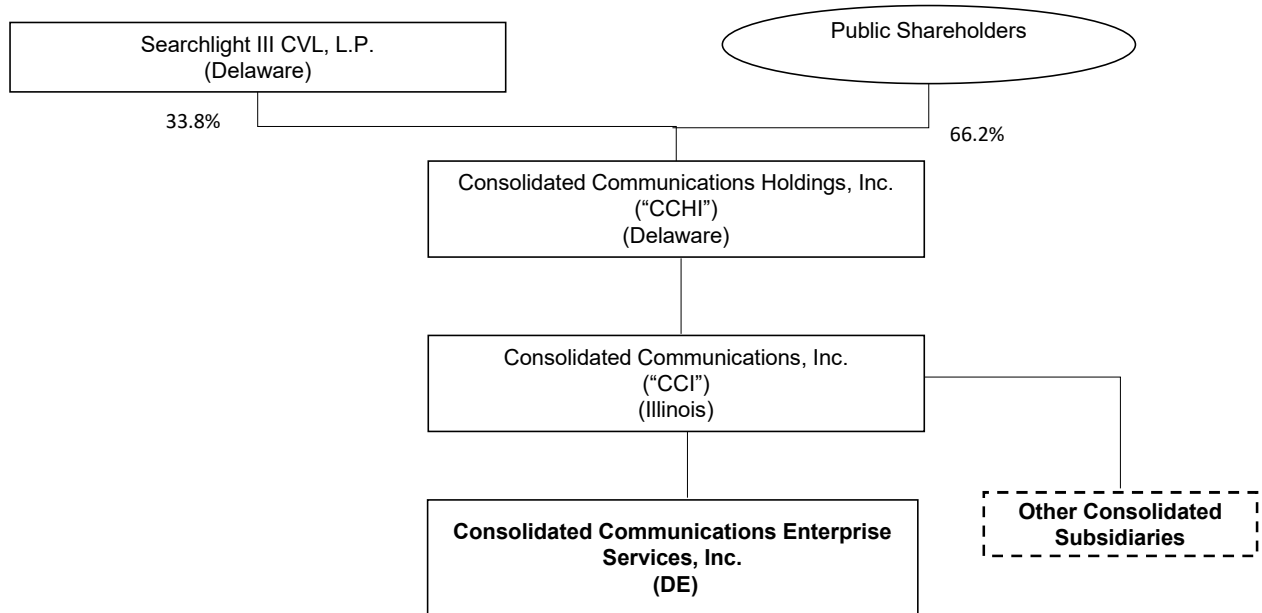 Searchlight III CVL, L.P.
(Delaware)
Public Shareholders
33.8%
66.2%
Consolidated Communications Holdings, Inc.
(“CCHI”)
(Delaware)
Consolidated Communications, Inc.
(“CCI”)
(Illinois)
Consolidated Communications Enterprise
Services, Inc.
(DE)
Other Consolidated
Subsidiaries